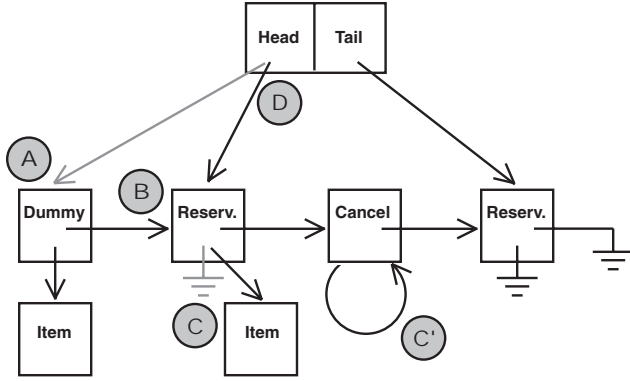 Head Tail
D
A
B
Dummy Reserv. Cancel Reserv.
Item C Item C'